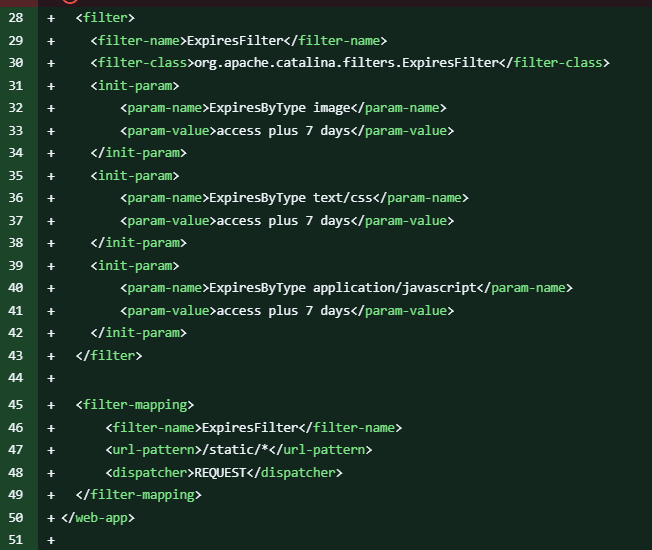 28 +   <filter>
29 +     <filter-name>ExpiresFilter</filter-name>
30 +     <filter-class>org.apache.catalina.filters.ExpiresFilter</filter-class>
31 +     <init-param>
32 +         <param-name>ExpiresByType image</param-name>
33 +         <param-value>access plus 7 days</param-value>
34 +     </init-param>
35 +     <init-param>
36 +         <param-name>ExpiresByType text/css</param-name>
37 +         <param-value>access plus 7 days</param-value>
38 +     </init-param>
39 +     <init-param>
40 +         <param-name>ExpiresByType application/javascript</param-name>
41 +         <param-value>access plus 7 days</param-value>
42 +     </init-param>
43 +   </filter>
44 +
45 +   <filter-mapping>
46 +       <filter-name>ExpiresFilter</filter-name>
47 +       <url-pattern>/static/*</url-pattern>
48 +       <dispatcher>REQUEST</dispatcher>
49 +   </filter-mapping>
50 + </web-app>
51 +